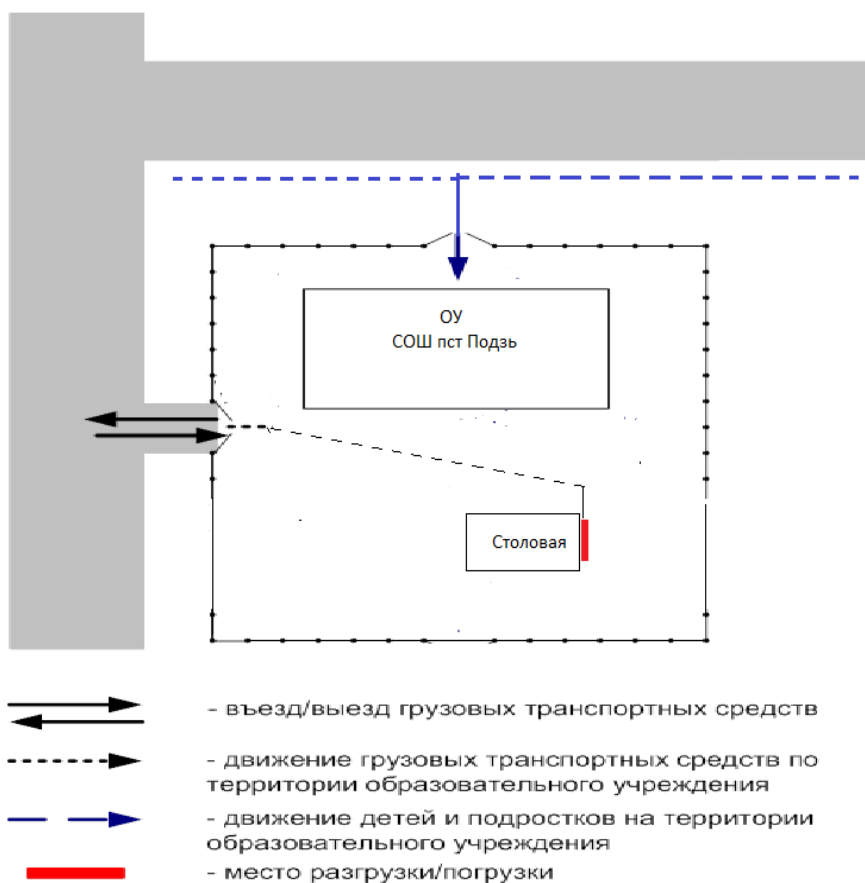 ОУ
СОШ пст Подзь
Столовая
- въезд/выезд грузовых транспортных средств
- движение грузовых транспортных средств по
территории образовательного учреждения
- движение детей и подростков на территории
образовательного учреждения
- место разгрузки/погрузки